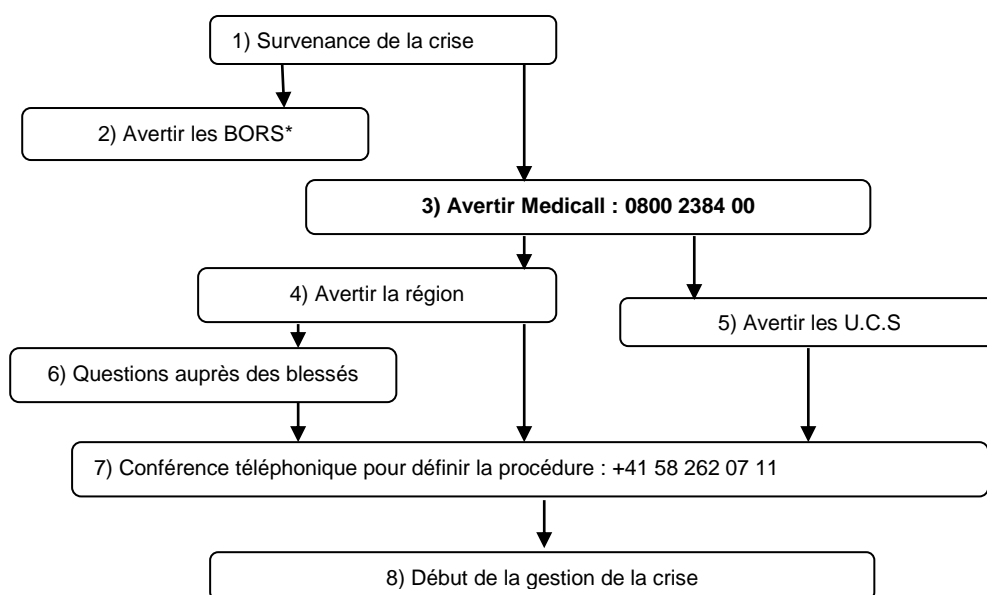 1) Survenance de la crise
2) Avertir les BORS*
3) Avertir Medicall : 0800 2384 00
4) Avertir la région
5) Avertir les U.C.S
6) Questions auprès des blessés
7) Conférence téléphonique pour définir la procédure : +41 58 262 07 11
8) Début de la gestion de la crise